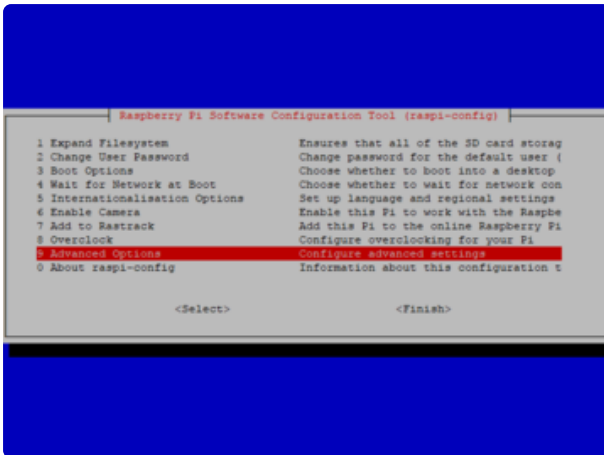 Raspberry Pi Software Configuration Tool (raspi-config)
1 Expand Filesystem Ensures that all of the SD card storag
2 Change User Password Change password for the default user (
3 Boot Options Choose whether to boot into a desktop
4 Wait for Network at Boot Choose whether to wait for network con
5 Internationalisation Options Set up language and regional settings
6 Enable Camera Enable this Pi to work with the Raspbe
7 Add to Rastrack Add this Pi to the online Raspberry Pi
8 Overclock Configure overclocking for your Pi
9 Advanced Options Configure advanced settings
0 About raspi-config Information about this configuration t
<Select> <Finish>